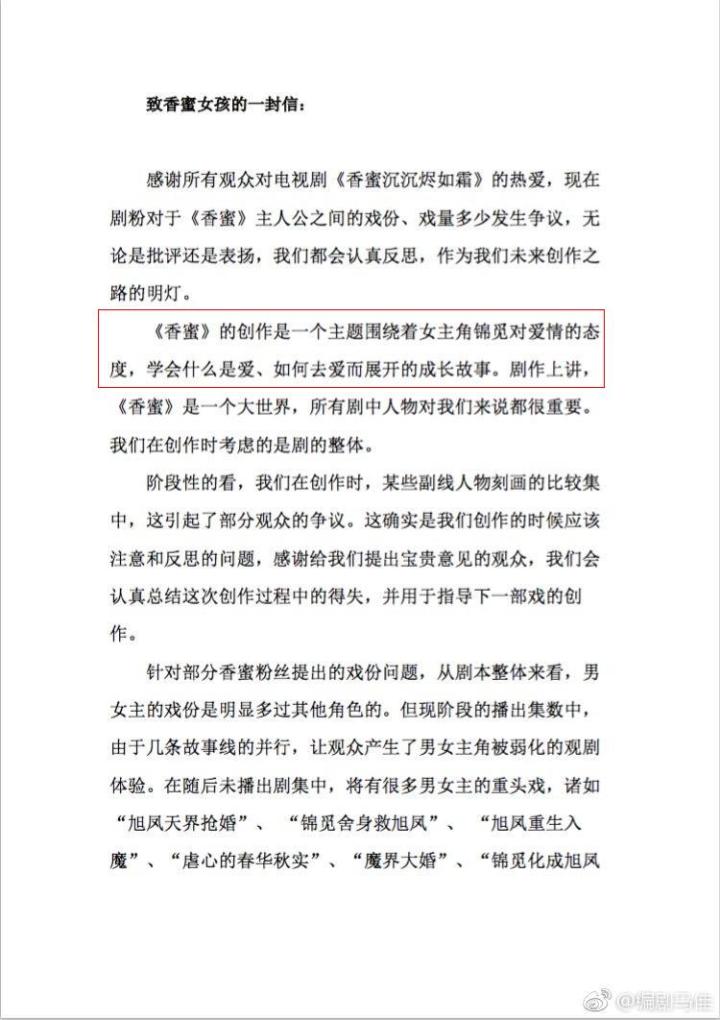 致香蜜女孩的一封信：
感谢所有观众对电视剧《香蜜沉沉烬如霜》的热爱，现在
剧粉对于《香蜜》主人公之间的戏份、戏量多少发生争议，无
论是批评还是表扬，我们都会认真反思，作为我们未来创作之
路的明灯。
《香蜜》的创作是一个主题围绕着女主角锦觅对爱情的态
度，学会什么是爱、如何去爱而展开的成长故事。剧作上讲，
《香蜜》是一个大世界，所有剧中人物对我们来说都很重要。
我们在创作时考虑的是剧的整体。
阶段性的看，我们在创作时，某些副线人物刻画的比较集
中，这引起了部分观众的争议。这确实是我们创作的时候应该
注意和反思的问题，感谢给我们提出宝贵意见的观众，我们会
认真总结这次创作过程中的得失，并用于指导下一部戏的创
作。
针对部分香蜜粉丝提出的戏份问题，从剧本整体来看，男
女主的戏份是明显多过其他角色的。但现阶段的播出集数中，
由于几条故事线的并行，让观众产生了男女主角被弱化的观剧
体验。在随后未播出剧集中，将有很多男女主的重头戏，诸如
“旭凤天界抢婚”、 “锦觅舍身救旭凤”、 “旭凤重生入
魔”、“虐心的春华秋实”、“魔界大婚”、“锦觅化成旭凤
@编剧马佳